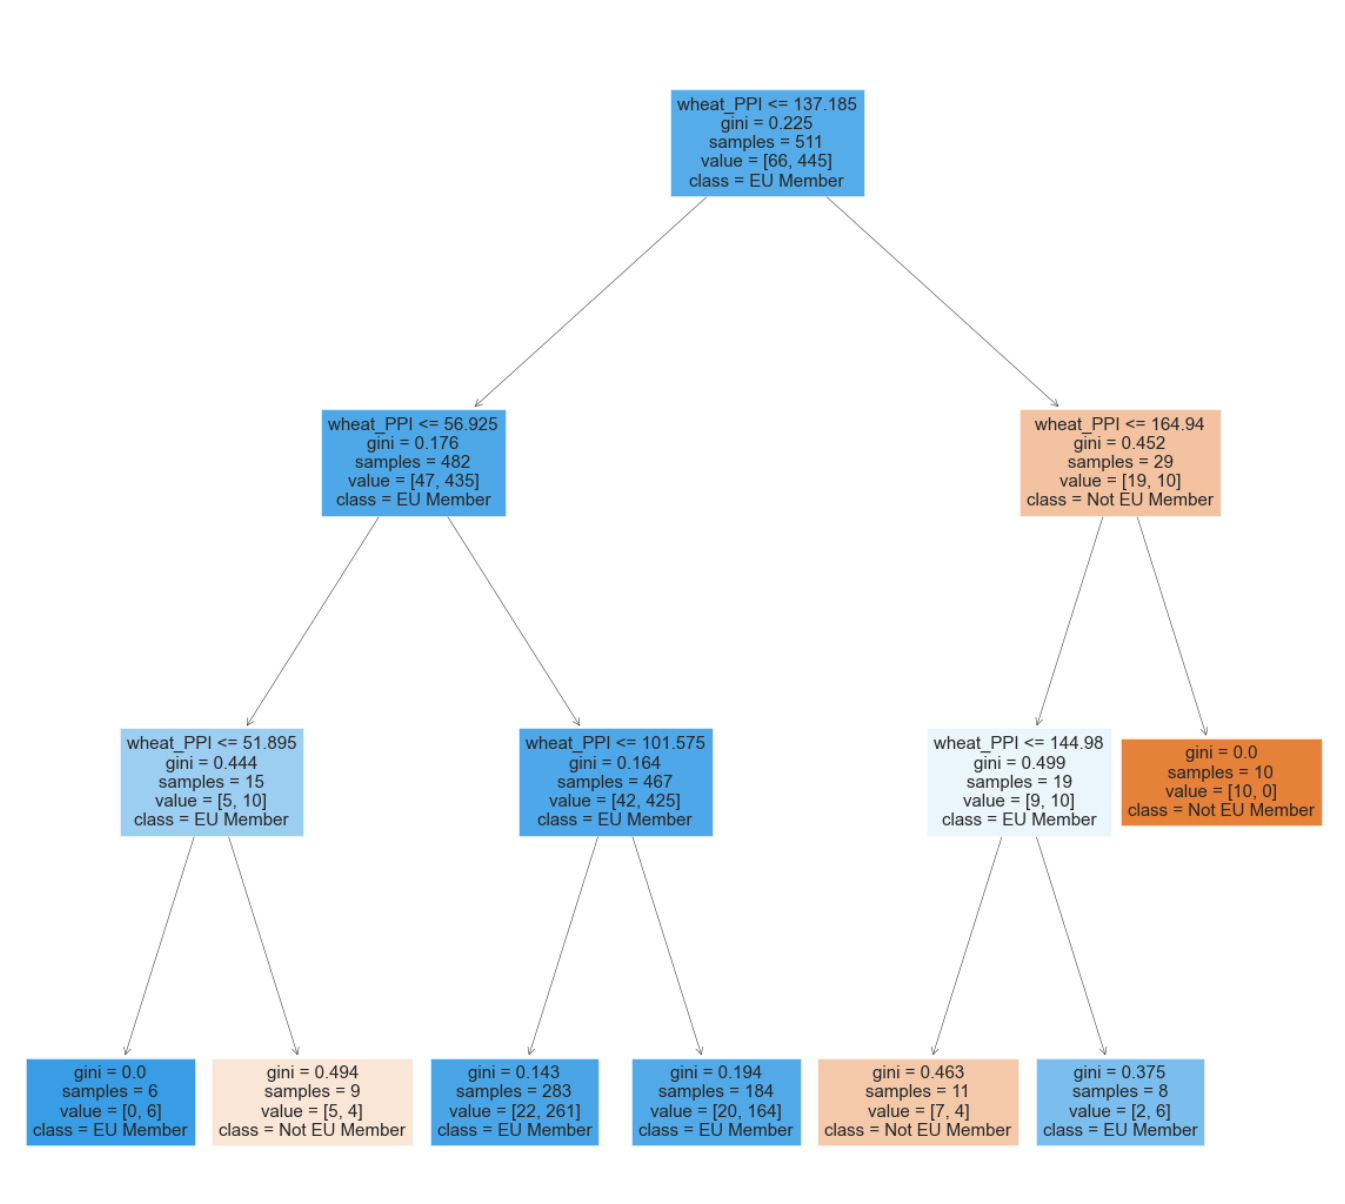 wheat_PPI <= 137.185
gini = 0.225
samples = 511
value = [66, 445]
class = EU Member
wheat_PPI <= 56.925
gini = 0.176
samples = 482
value = [47, 435]
class = EU Member
wheat_PPI <= 164.94
gini = 0.452
samples = 29
value = [19, 10]
class = Not EU Member
wheat_PPI <= 51.895
gini = 0.444
samples = 15
value = [5, 10]
class = EU Member
wheat_PPI <= 101.575
gini = 0.164
samples = 467
value = [42, 425]
class = EU Member
wheat_PPI <= 144.98
gini = 0.499
samples = 19
value = [9, 10]
class = EU Member
gini = 0.0
samples = 10
value = [10, 0]
class = Not EU Member
gini = 0.0
samples = 6
value = [0, 6]
class = EU Member
gini = 0.494
samples = 9
value = [5, 4]
class = Not EU Member
gini = 0.143
samples = 283
value = [22, 261]
class = EU Member
gini = 0.194
samples = 184
value = [20, 164]
class = EU Member
gini = 0.463
samples = 11
value = [7, 4]
class = Not EU Member
gini = 0.375
samples = 8
value = [2, 6]
class = EU Member